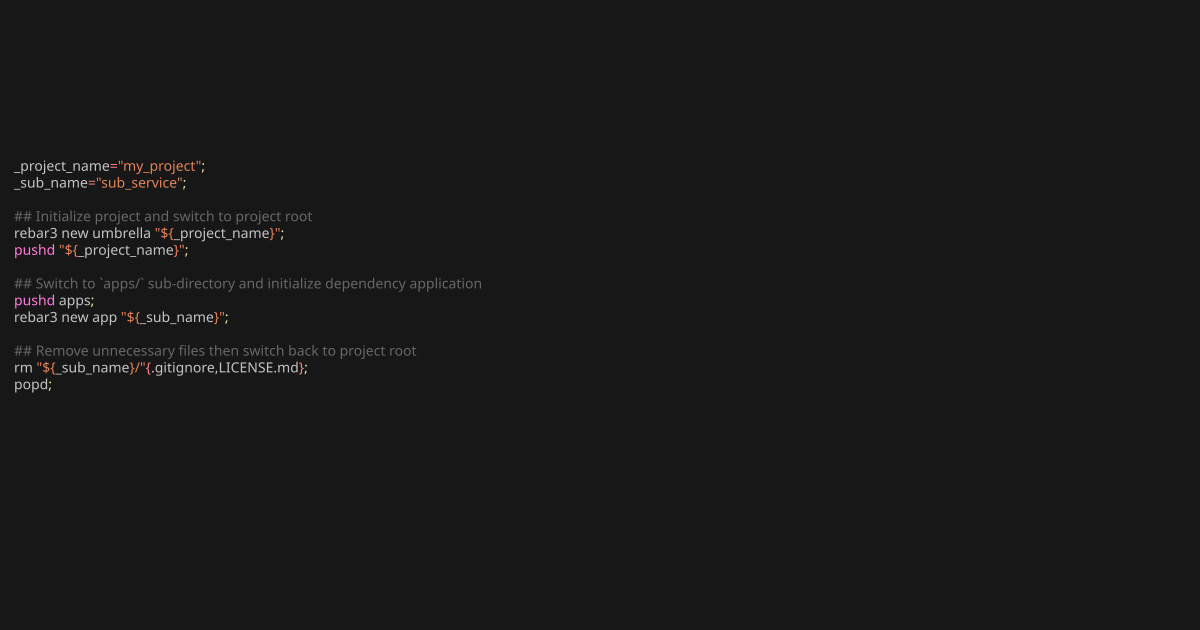 _project_name="my_project";
_sub_name="sub_service";
## Initialize project and switch to project root
rebar3 new umbrella "${_project_name}";
pushd "${_project_name}";
## Switch to `apps/` sub-directory and initialize dependency application
pushd apps;
rebar3 new app "${_sub_name}";
## Remove unnecessary files then switch back to project root
rm "${_sub_name}/"{.gitignore,LICENSE.md};
popd;